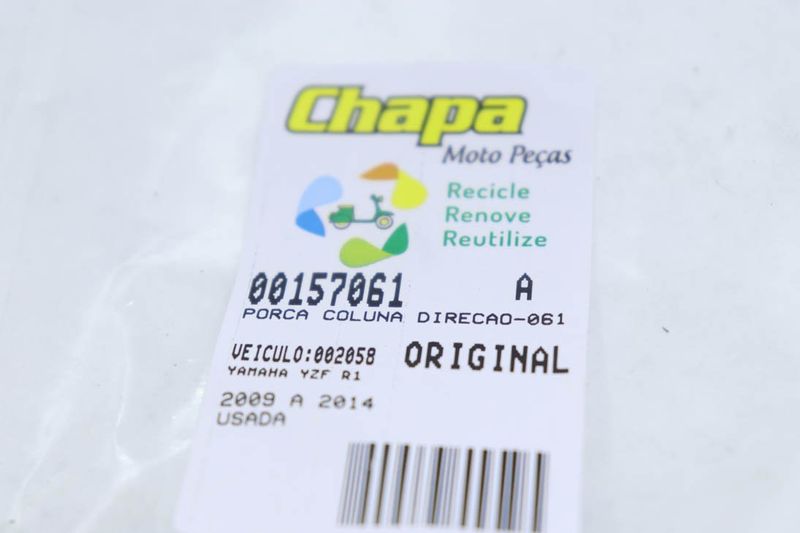 Chapa
Moto Peças
Recicle
Renove
Reutilize
00157061 A
PORCA COLUNA DIRECAO-061
VEICULO:002058 ORIGINAL
YAMAHA YZF R1
2009 A 2014
USADA